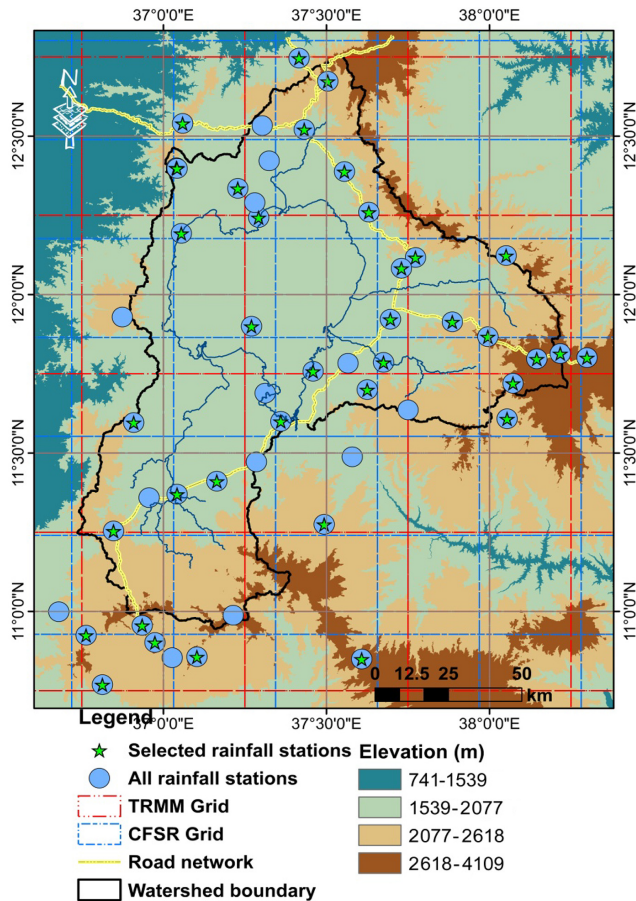 37°0'0"E 37°30'0"E 38°0'0"E
N
12°30'0"N 12°30'0"N
12°0'0"N 12°0'0"N
11°30'0"N 11°30'0"N
11°0'0"N 11°0'0"N
0 12.5 25 50
km
37°0'0"E 37°30'0"E 38°0'0"E
Legend
Selected rainfall stations
All rainfall stations
TRMM Grid
CFSR Grid
Road network
Watershed boundary
Elevation (m)
741-1539
1539-2077
2077-2618
2618-4109